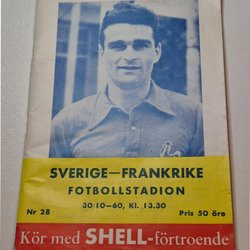 SVERIGE—FRANKRIKE
FOTBOLLSTADION
30/10–60, Kl. 13.30
Nr 28 Pris 50 öre
Kör med SHELL-förtroende